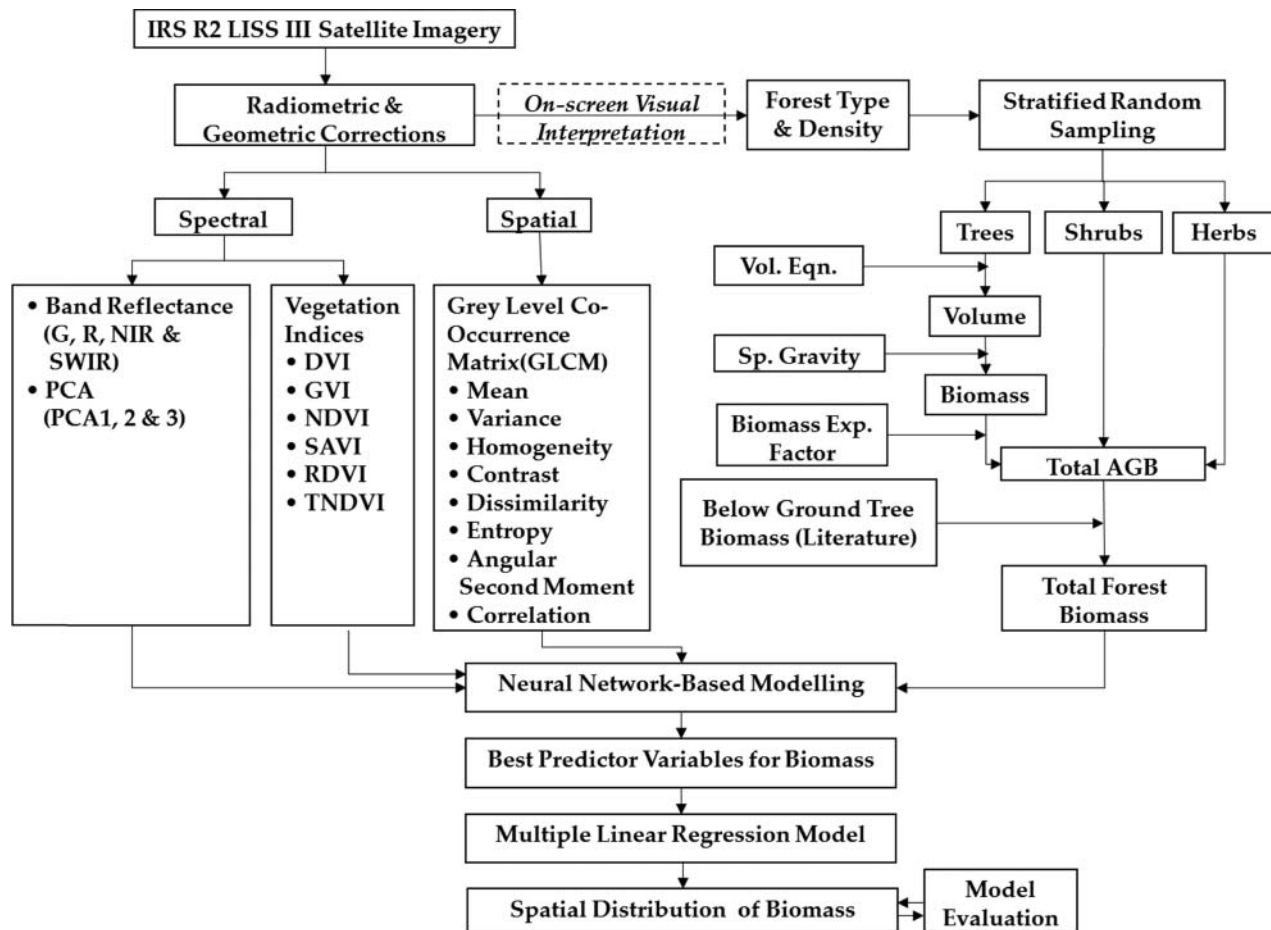 IRS R2 LISS III Satellite Imagery
Radiometric &
Geometric Corrections
On-screen Visual
Interpretation
Forest Type
& Density
Stratified Random
Sampling
Spectral
Spatial
Trees
Shrubs
Herbs
Vol. Eqn.
Volume
Sp. Gravity
Biomass
Biomass Exp.
Factor
Total AGB
Below Ground Tree
Biomass (Literature)
Total Forest
Biomass
• Band Reflectance
(G, R, NIR &
SWIR)
• PCA
(PCA1, 2 & 3)
Vegetation
Indices
• DVI
• GVI
• NDVI
• SAVI
• RDVI
• TNDVI
Grey Level Co-
Occurrence
Matrix(GLCM)
• Mean
• Variance
• Homogeneity
• Contrast
• Dissimilarity
• Entropy
• Angular
Second Moment
• Correlation
Neural Network-Based Modelling
Best Predictor Variables for Biomass
Multiple Linear Regression Model
Spatial Distribution of Biomass
Model
Evaluation